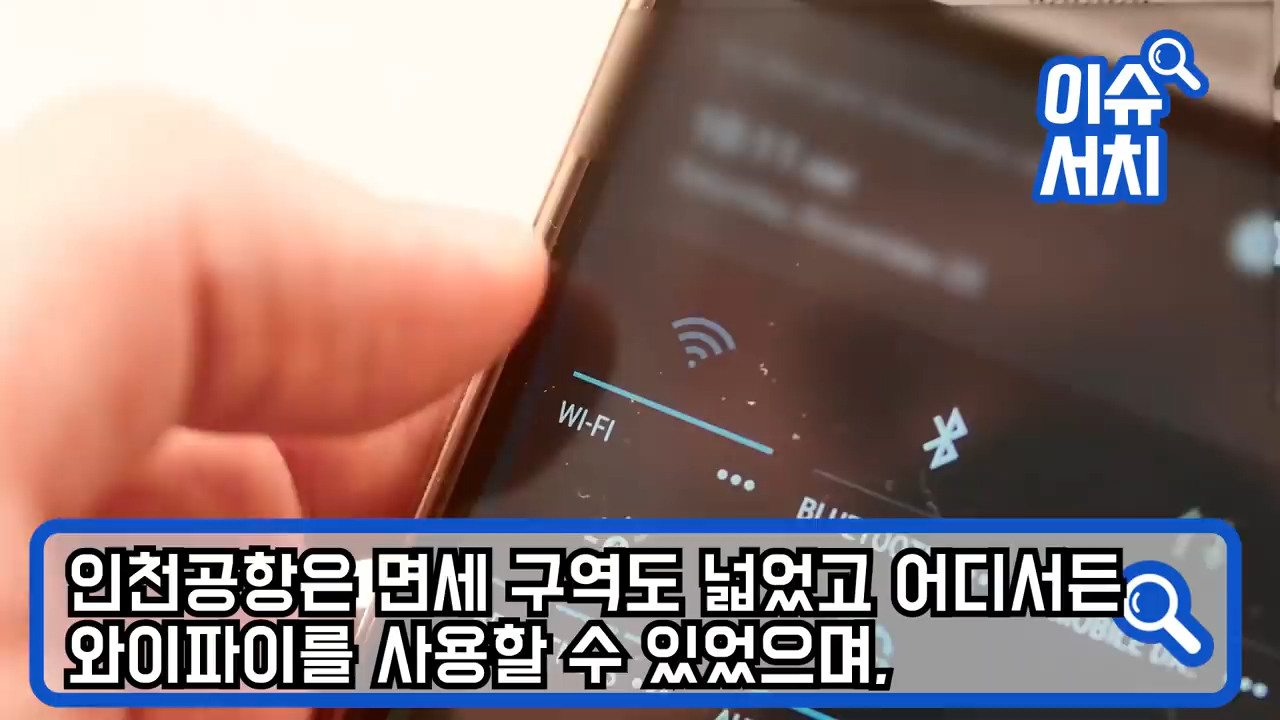 이슈
서치
WI-FI
BLUETOOTH
인천공항은 면세 구역도 넓었고 어디서든
와이파이를 사용할 수 있었으며,